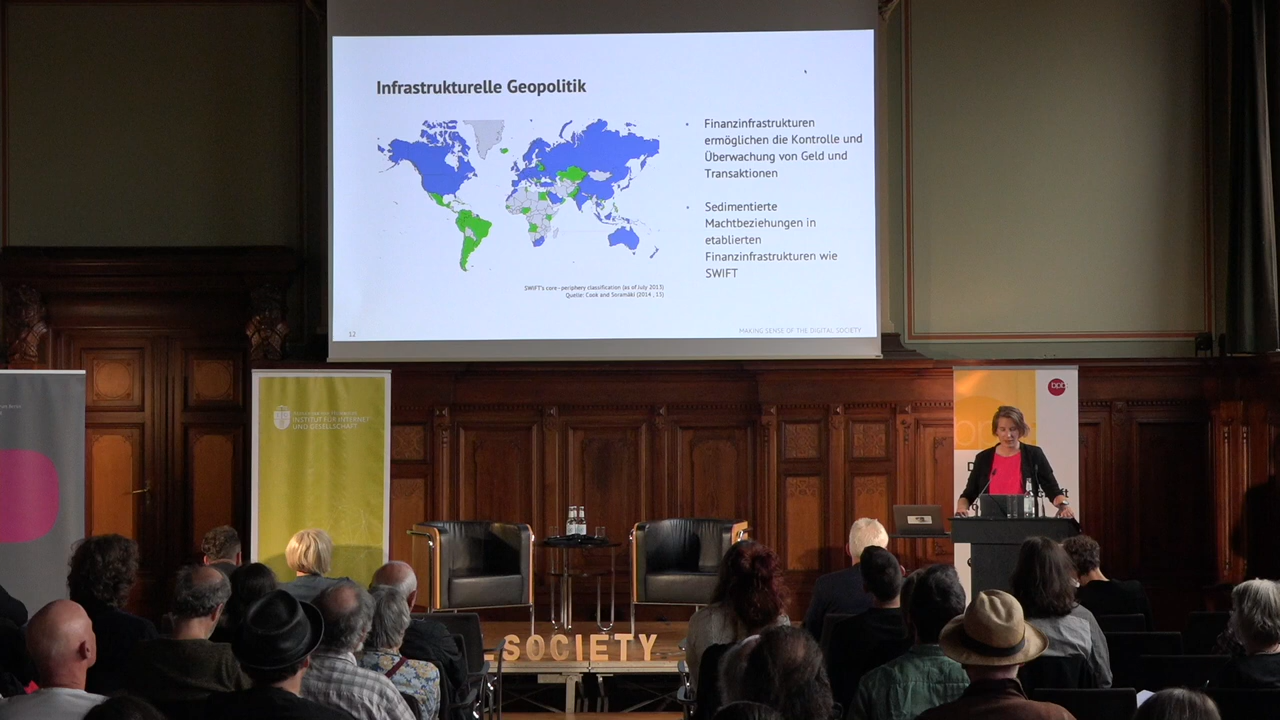 Infrastrukturelle Geopolitik
Finanzinfrastrukturen
ermöglichen die Kontrolle und
Überwachung von Geld und
Transaktionen
Sedimentierte
Machtbeziehungen in
etablierten
Finanzinfrastrukturen wie
SWIFT
SWIFT's core-periphery classification (as of July 2013)
Quelle: Cook and Soramäki (2014, 13)
12
MAKING SENSE OF THE DIGITAL SOCIETY
INSTITUT FÜR INTERNET
UND GESELLSCHAFT
bpb
SOCIETY